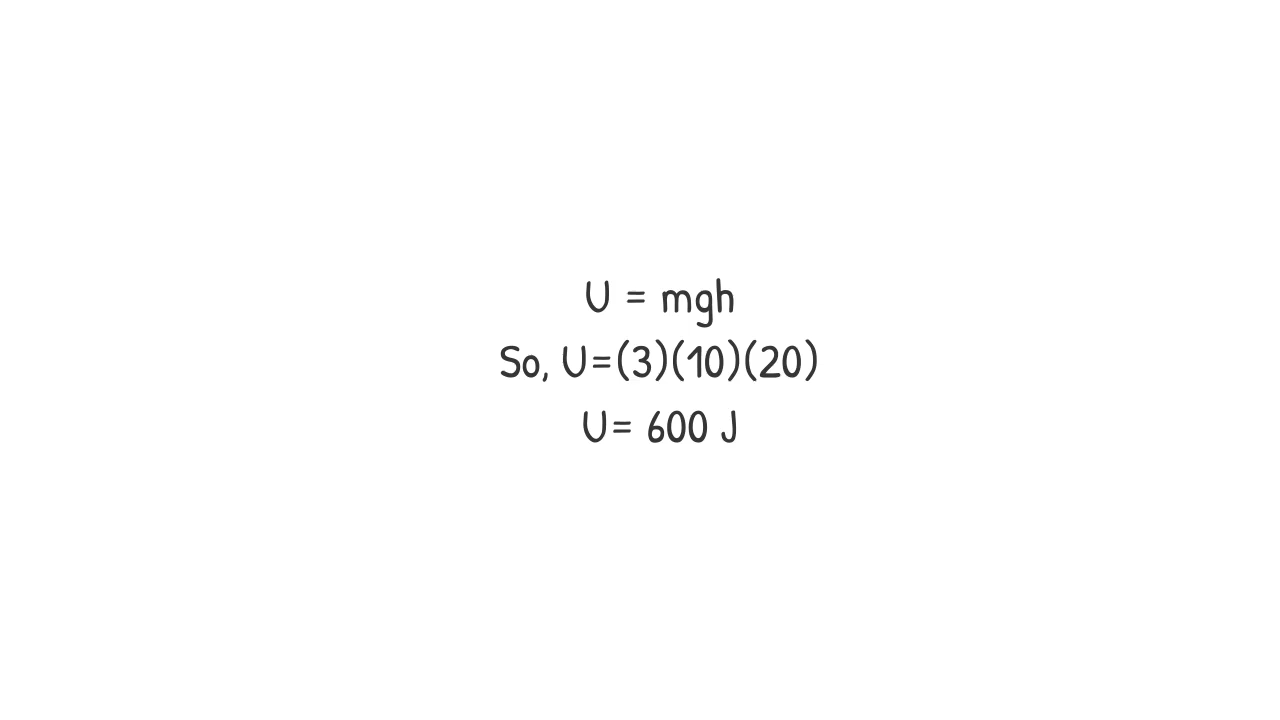 U = mgh
So, U=(3)(10)(20)
U= 600 J